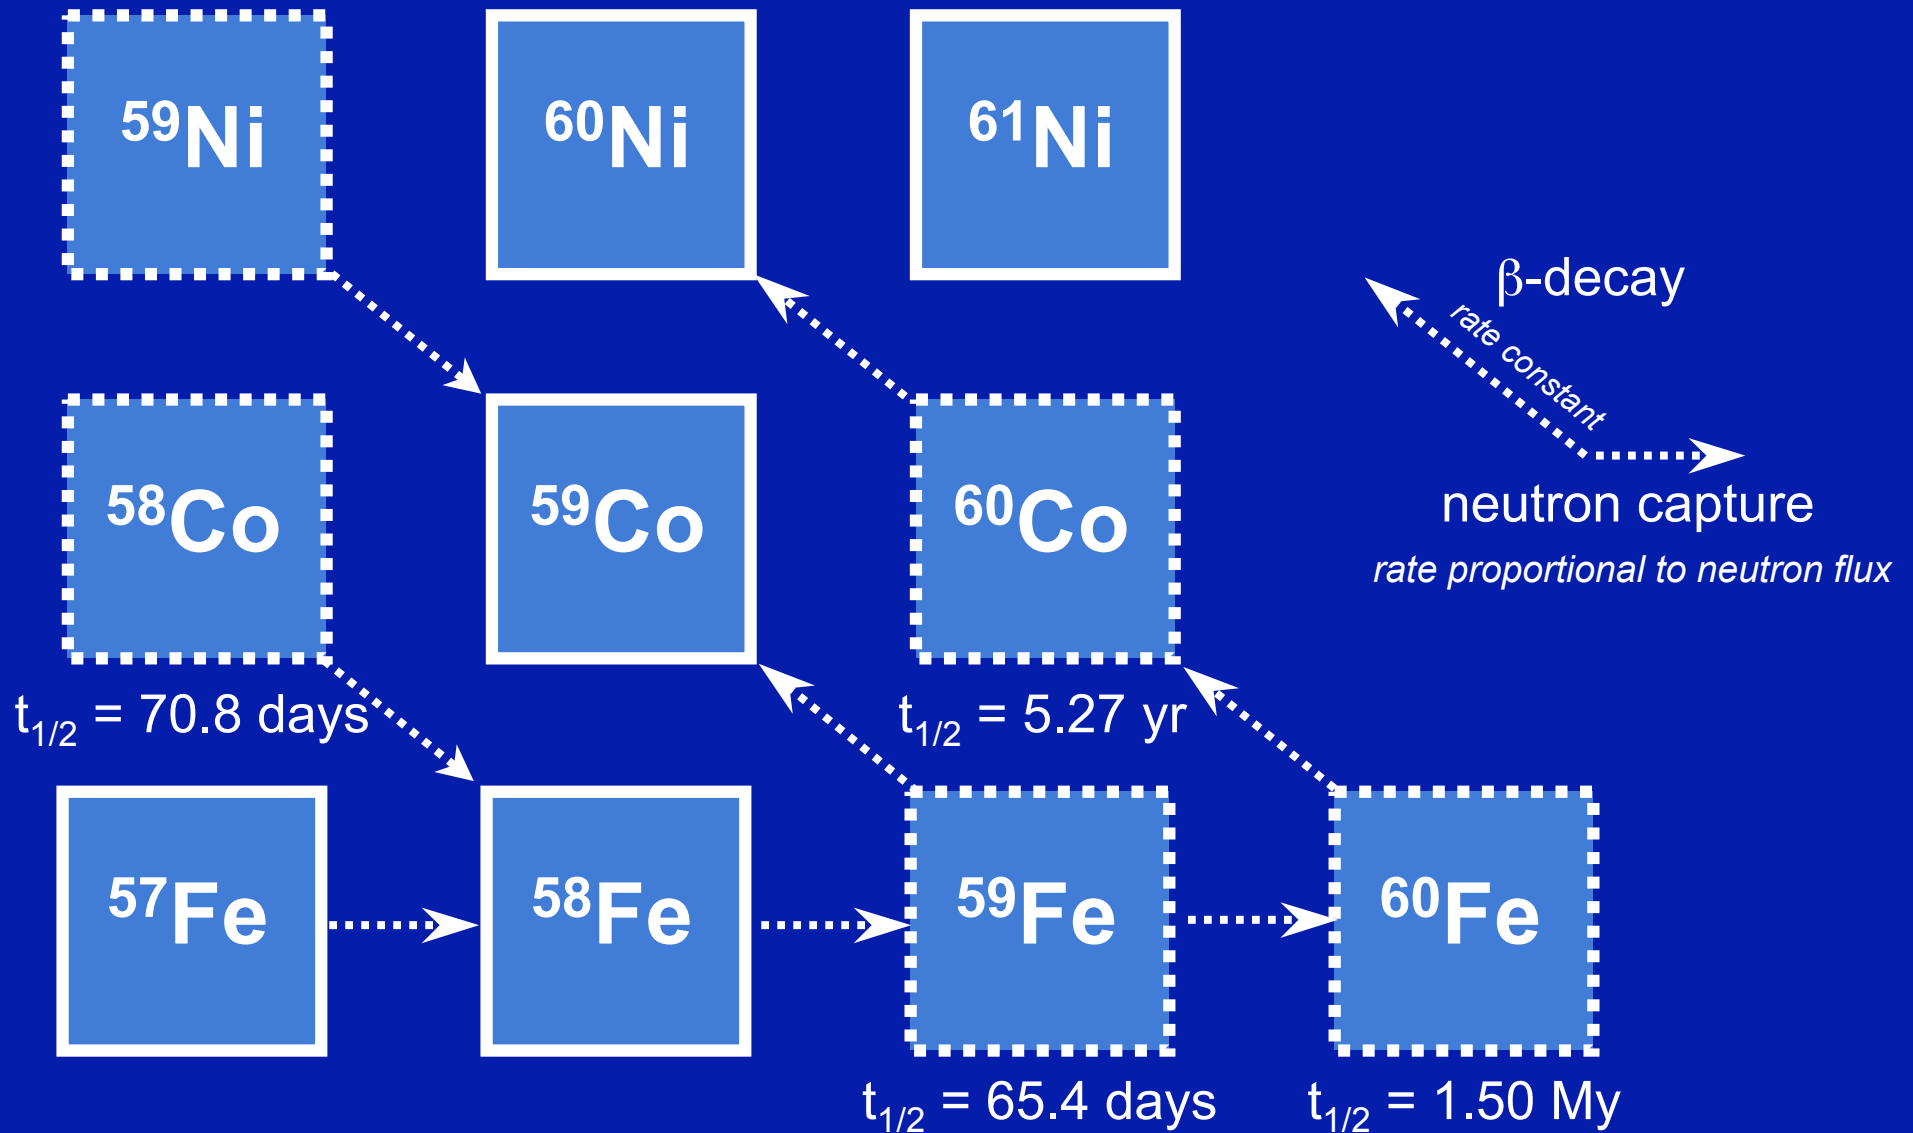 ⁵⁹Ni ⁶⁰Ni ⁶¹Ni
β-decay
rate constant
⁵⁸Co ⁵⁹Co ⁶⁰Co
neutron capture
rate proportional to neutron flux
t₁/₂ = 70.8 days t₁/₂ = 5.27 yr
⁵⁷Fe ⁵⁸Fe ⁵⁹Fe ⁶⁰Fe
t₁/₂ = 65.4 days t₁/₂ = 1.50 My